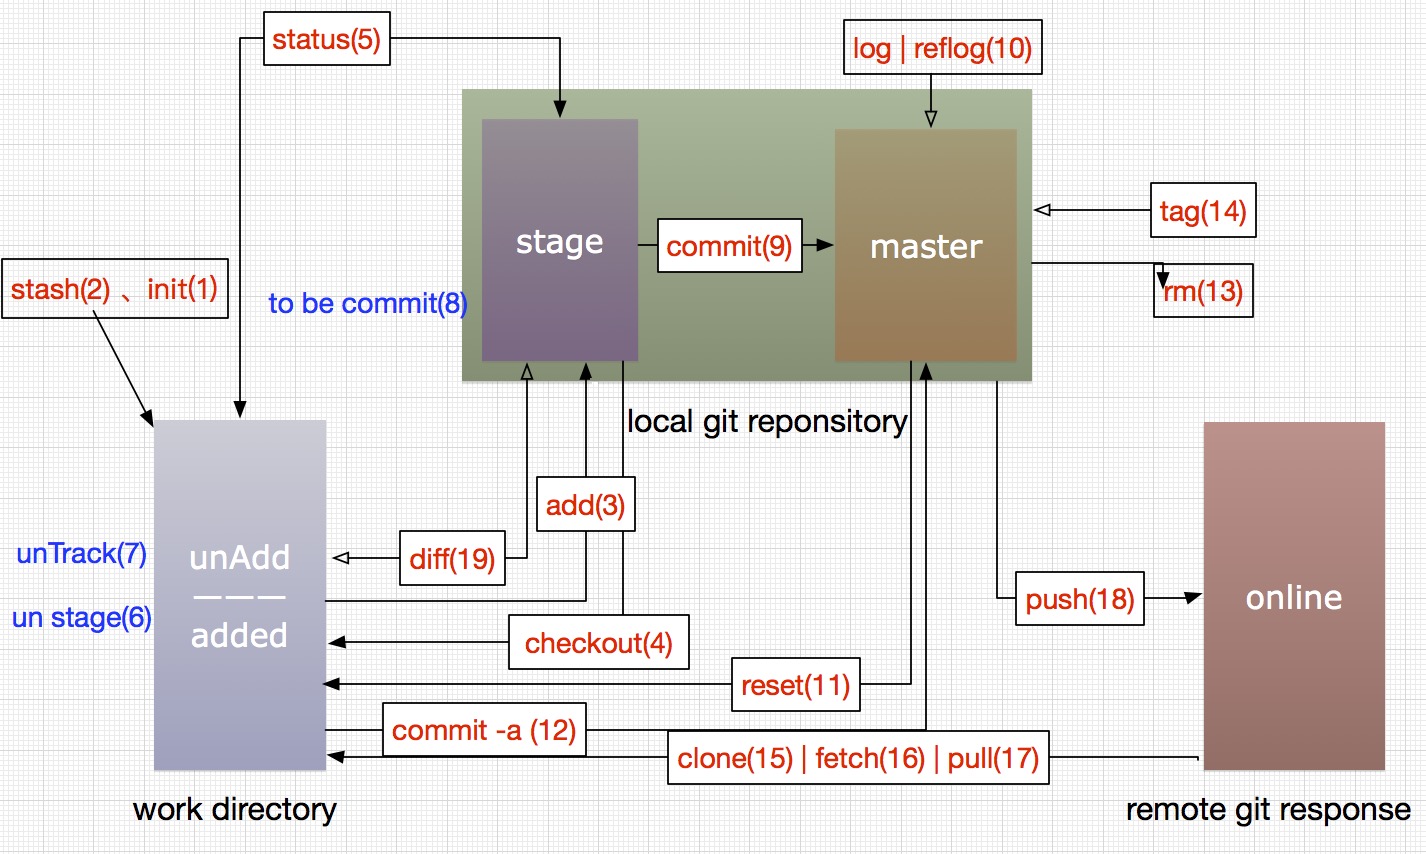 status(5)
log | reflog(10)
tag(14)
stage
commit(9)
master
stash(2) 、init(1)
to be commit(8)
rm(13)
local git reponsitory
add(3)
unTrack(7)
unAdd
———
added
diff(19)
un stage(6)
push(18)
online
checkout(4)
reset(11)
commit -a (12)
clone(15) | fetch(16) | pull(17)
work directory
remote git response